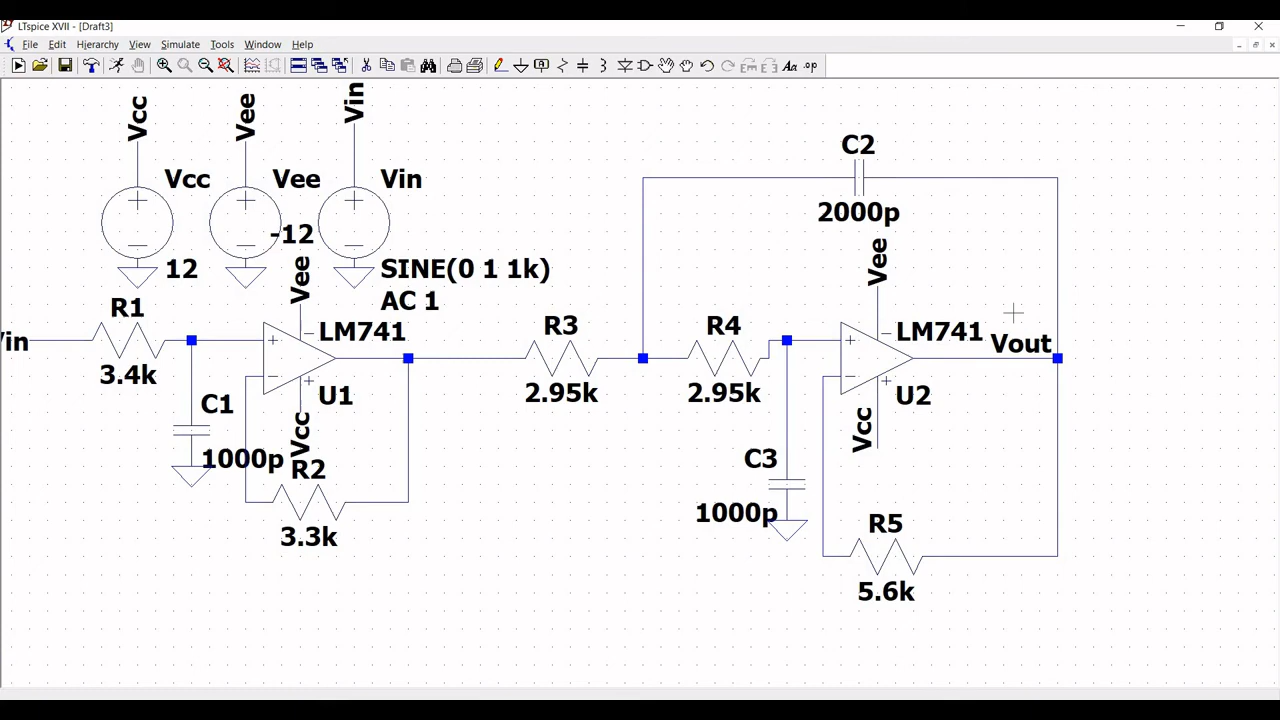 LTspice XVII - [Draft3]
File Edit Hierarchy View Simulate Tools Window Help
Vcc Vee Vin
C2
Vcc Vee Vin
2000p
-12
12
SINE(0 1 1k)
AC 1
Vee
Vee
R1
LM741
R3
R4
LM741
Vout
Vin
3.4k
2.95k
2.95k
C1
U1
U2
Vcc
Vcc
1000p
R2
C3
1000p
3.3k
R5
5.6k